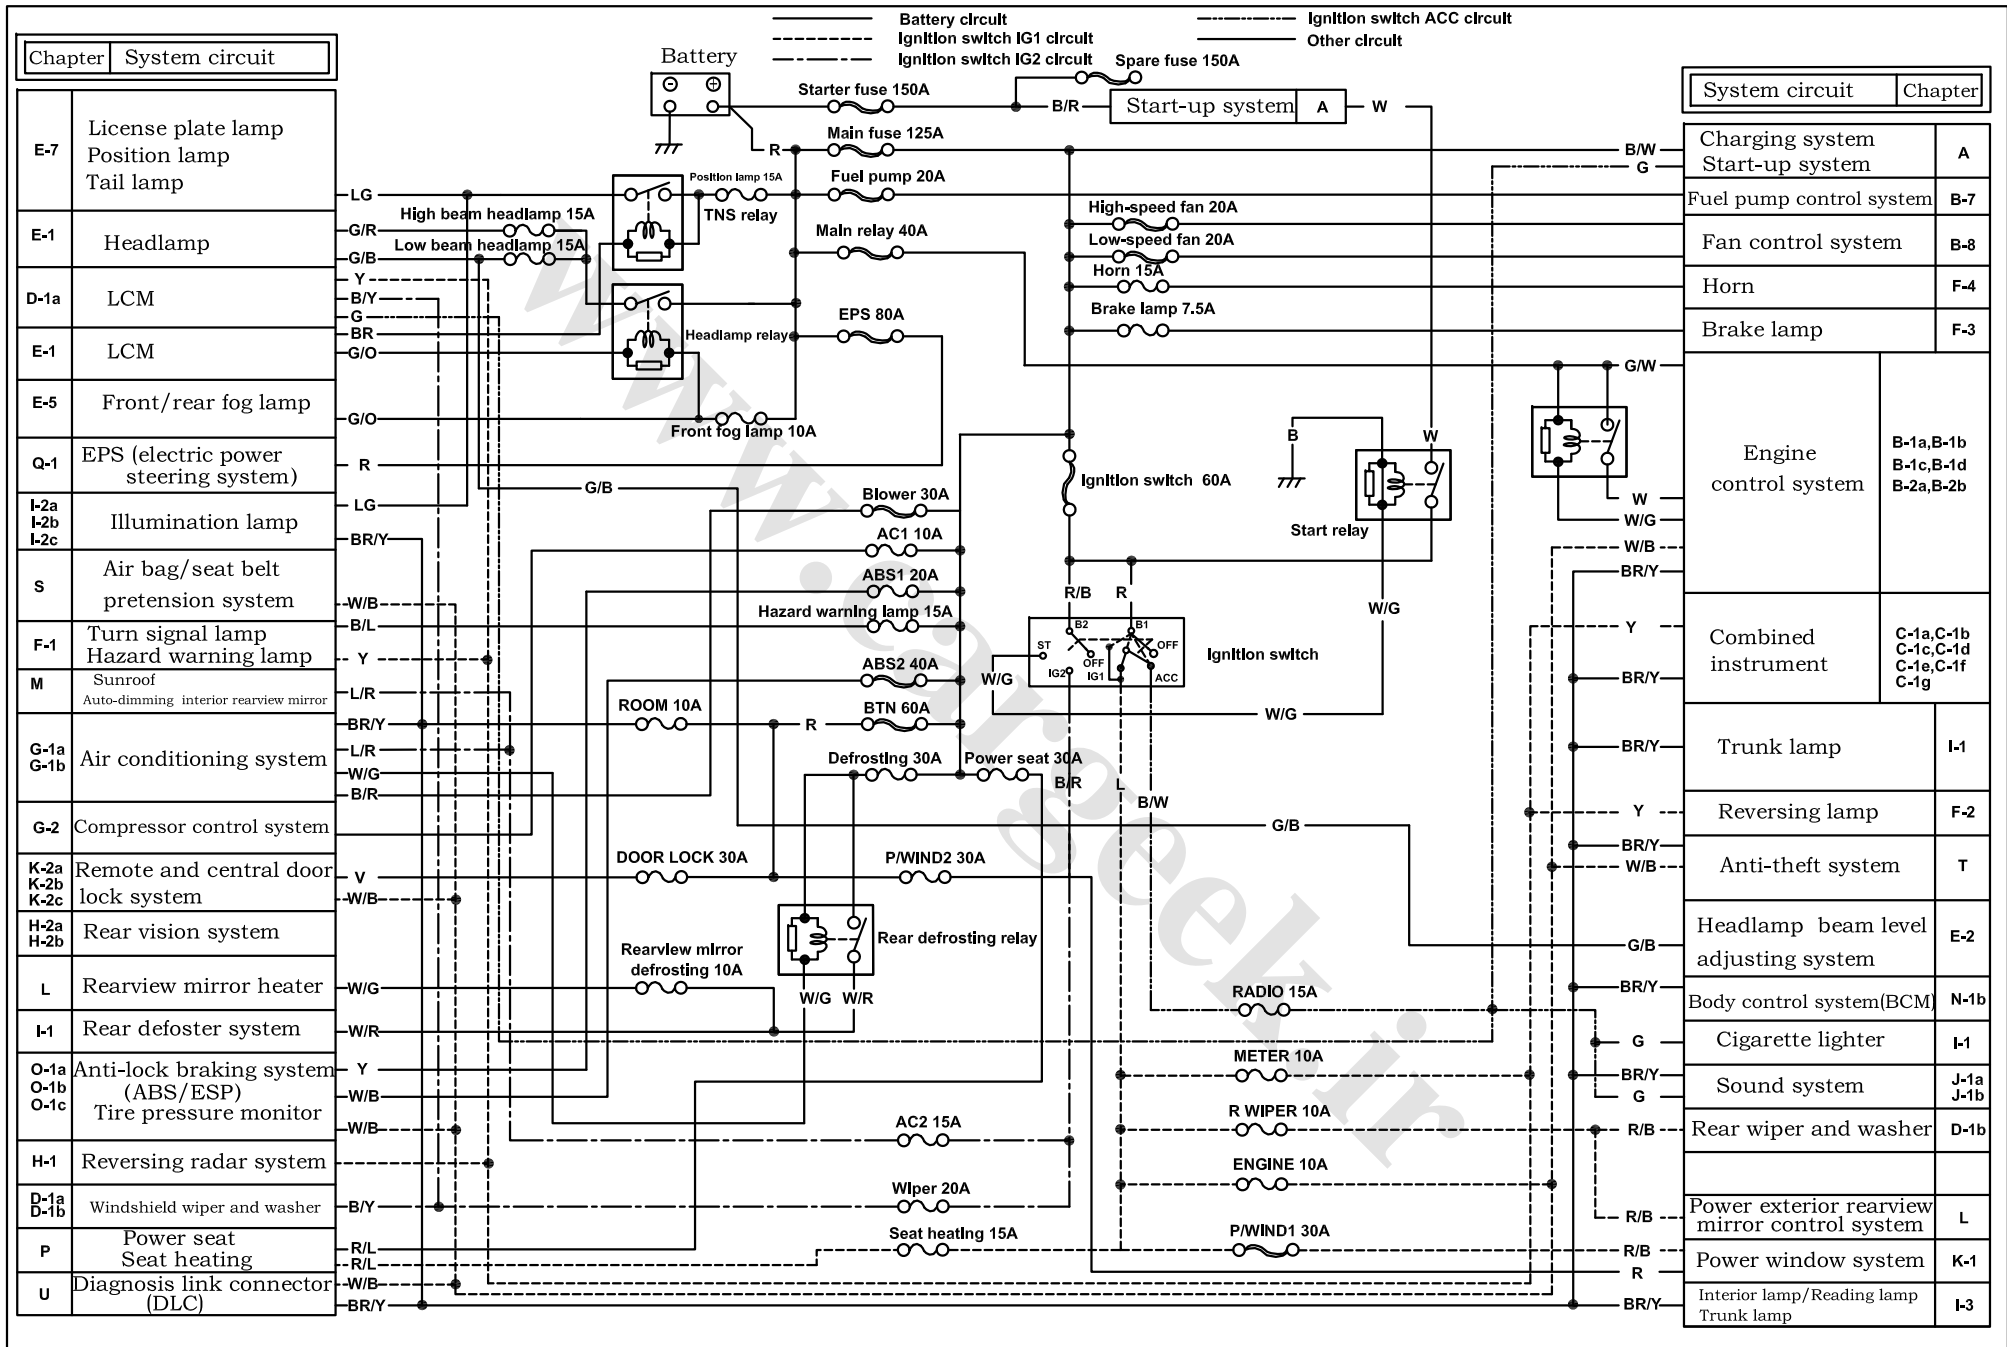 Battery circuit
Ignition switch IG1 circuit
Ignition switch IG2 circuit
Ignition switch ACC circuit
Other circuit
Chapter System circuit
E-7 License plate lamp
Position lamp
Tail lamp
LG
E-1 Headlamp
G/R
G/B
D-1a LCM
Y
B/Y
G
BR
E-1 LCM
G/O
E-5 Front/rear fog lamp
G/O
Q-1 EPS (electric power
steering system)
R
I-2a
I-2b
I-2c
Illumination lamp
LG
BR/Y
S Air bag/seat belt
pretension system
W/B
F-1 Turn signal lamp
Hazard warning lamp
B/L
Y
M Sunroof
Auto-dimming interior rearview mirror
L/R
G-1a
G-1b
Air conditioning system
BR/Y
L/R
W/G
B/R
G-2 Compressor control system
K-2a
K-2b
K-2c
Remote and central door
lock system
V
W/B
H-2a
H-2b
Rear vision system
L Rearview mirror heater
W/G
I-1 Rear defoster system
W/R
O-1a
O-1b
O-1c
Anti-lock braking system
(ABS/ESP)
Tire pressure monitor
Y
W/B
W/B
H-1 Reversing radar system
D-1a
D-1b
Windshield wiper and washer
B/Y
P Power seat
Seat heating
R/L
R/L
U Diagnosis link connector
(DLC)
W/B
BR/Y
Battery
Starter fuse 150A
Spare fuse 150A
B/R
Start-up system A
W
R
Main fuse 125A
Position lamp 15A
Fuel pump 20A
TNS relay
High beam headlamp 15A
Low beam headlamp 15A
Main relay 40A
High-speed fan 20A
Low-speed fan 20A
Horn 15A
Brake lamp 7.5A
EPS 80A
Headlamp relay
Front fog lamp 10A
G/B
Ignition switch 60A
B
W
Start relay
Blower 30A
AC1 10A
ABS1 20A
Hazard warning lamp 15A
ABS2 40A
ROOM 10A
R
BTN 60A
Defrosting 30A
Power seat 30A
R/B
R
W/G
B2
B1
ST
OFF
OFF
IG2
IG1
ACC
Ignition switch
W/G
W/G
B/R
L
B/W
G/B
DOOR LOCK 30A
P/WIND2 30A
Rear defrosting relay
Rearview mirror
defrosting 10A
W/G
W/R
RADIO 15A
METER 10A
R WIPER 10A
ENGINE 10A
P/WIND1 30A
AC2 15A
Wiper 20A
Seat heating 15A
System circuit Chapter
B/W
G
Charging system
Start-up system
A
Fuel pump control system B-7
Fan control system B-8
Horn F-4
Brake lamp F-3
G/W
W
W/G
W/B
BR/Y
Engine
control system
B-1a,B-1b
B-1c,B-1d
B-2a,B-2b
Y
BR/Y
Combined
instrument
C-1a,C-1b
C-1c,C-1d
C-1e,C-1f
C-1g
BR/Y
Trunk lamp I-1
Y
Reversing lamp F-2
BR/Y
W/B
Anti-theft system T
G/B
Headlamp beam level
adjusting system
E-2
BR/Y
Body control system(BCM) N-1b
G
Cigarette lighter I-1
BR/Y
G
Sound system
J-1a
J-1b
R/B
Rear wiper and washer D-1b
R/B
Power exterior rearview
mirror control system
L
R/B
R
Power window system K-1
BR/Y
Interior lamp/Reading lamp
Trunk lamp
I-3
www.cargeek.ir